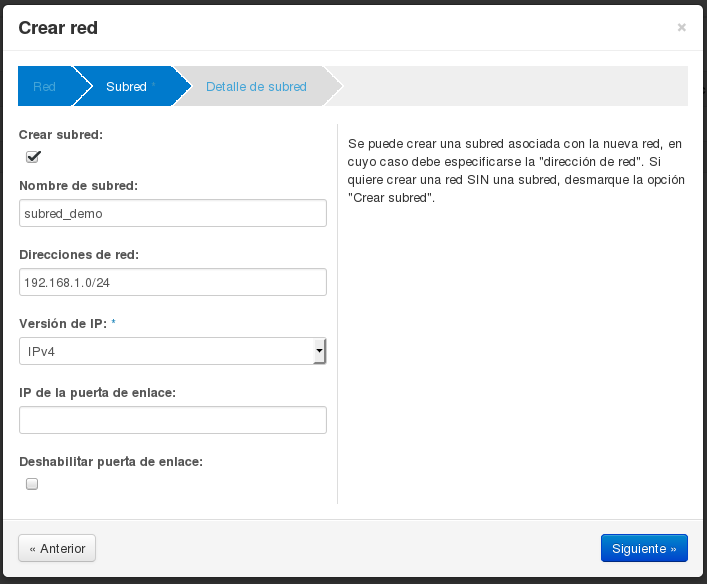 Crear red
×
Red
Subred *
Detalle de subred
Crear subred:
Nombre de subred:
subred_demo
Direcciones de red:
192.168.1.0/24
Versión de IP: *
IPv4
IP de la puerta de enlace:
Deshabilitar puerta de enlace:
Se puede crear una subred asociada con la nueva red, en
cuyo caso debe especificarse la "dirección de red". Si
quiere crear una red SIN una subred, desmarque la opción
"Crear subred".
« Anterior
Siguiente »